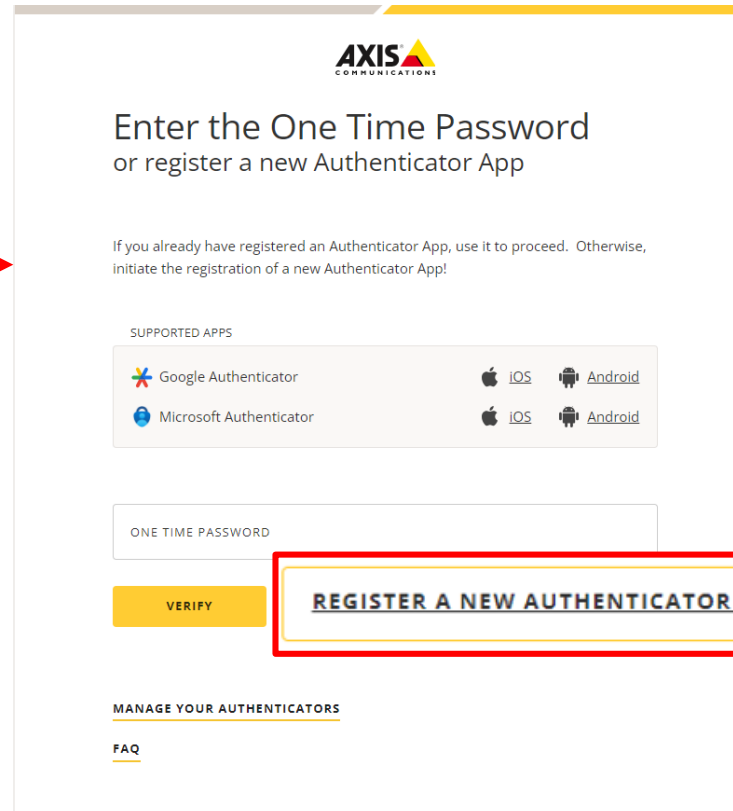 AXIS
COMMUNICATIONS
Enter the One Time Password
or register a new Authenticator App
If you already have registered an Authenticator App, use it to proceed. Otherwise,
initiate the registration of a new Authenticator App!
SUPPORTED APPS
Google Authenticator iOS Android
Microsoft Authenticator iOS Android
ONE TIME PASSWORD
VERIFY REGISTER A NEW AUTHENTICATOR
MANAGE YOUR AUTHENTICATORS
FAQ